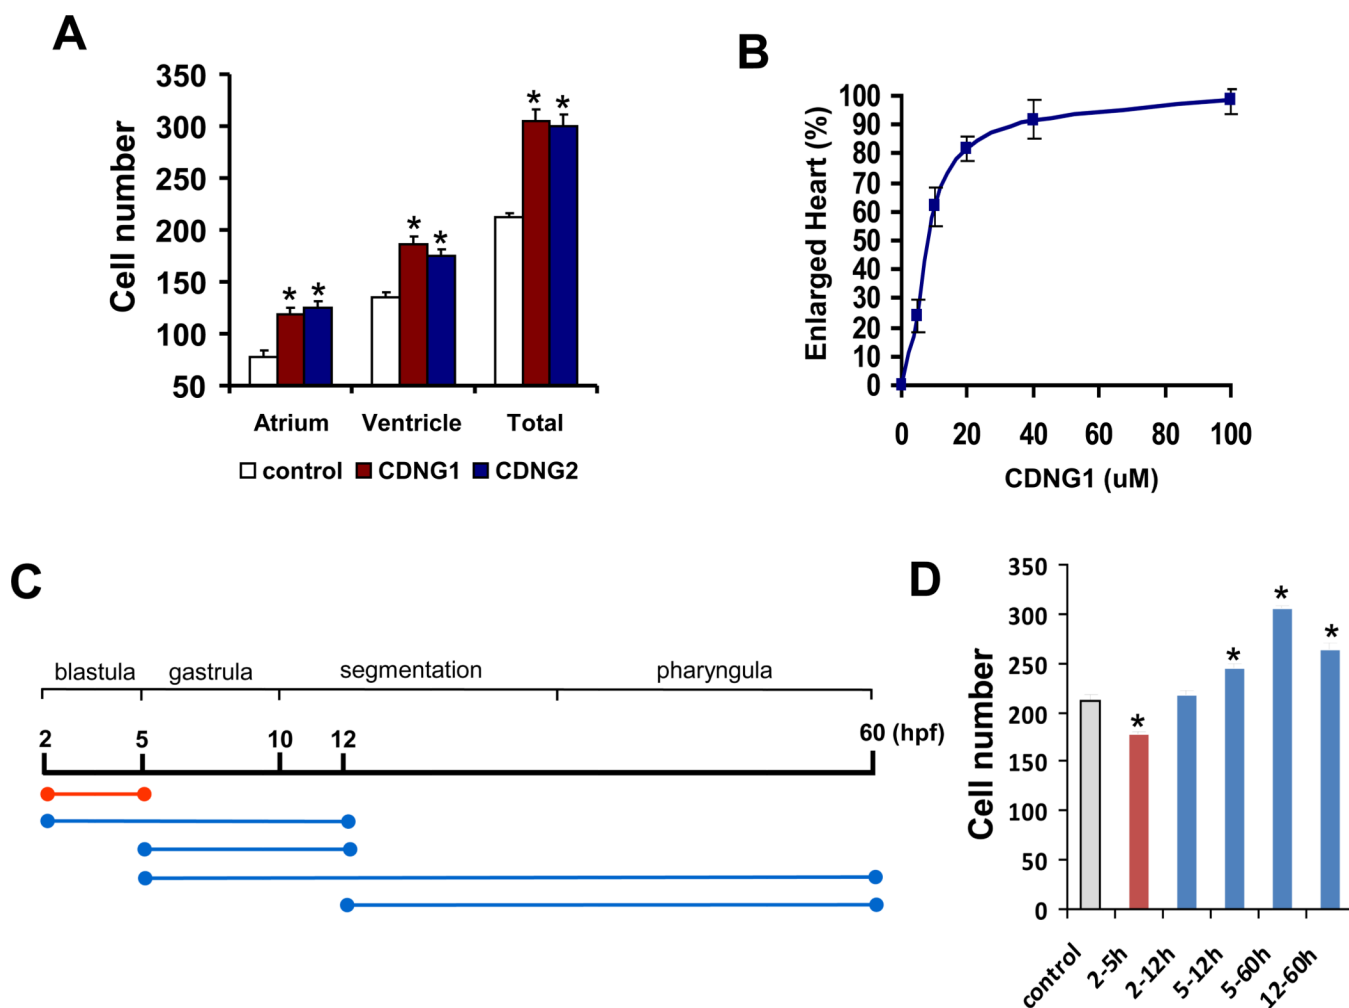 A
350
300
250
200
150
100
50
Cell number
* * * * * *
Atrium Ventricle Total
control CDNG1 CDNG2
B
100
90
80
70
60
50
40
30
20
10
0
Enlarged Heart (%)
0 20 40 60 80 100
CDNG1 (uM)
C
blastula gastrula segmentation pharyngula
2 5 10 12 60 (hpf)
D
350
300
250
200
150
100
50
0
Cell number
* * * *
control 2-5h 2-12h 5-12h 5-60h 12-60h